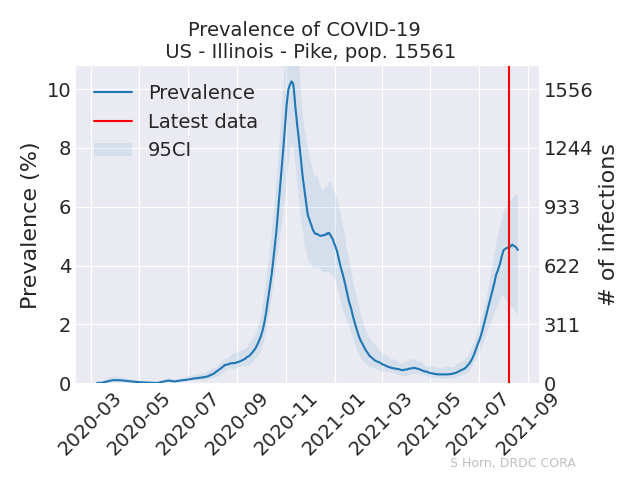 Prevalence of COVID-19
US - Illinois - Pike, pop. 15561
Prevalence
Latest data
95CI
Prevalence (%)
10
8
6
4
2
0
1556
1244
933
622
311
0
# of infections
2020-03
2020-05
2020-07
2020-09
2020-11
2021-01
2021-03
2021-05
2021-07
2021-09
S Horn, DRDC CORA